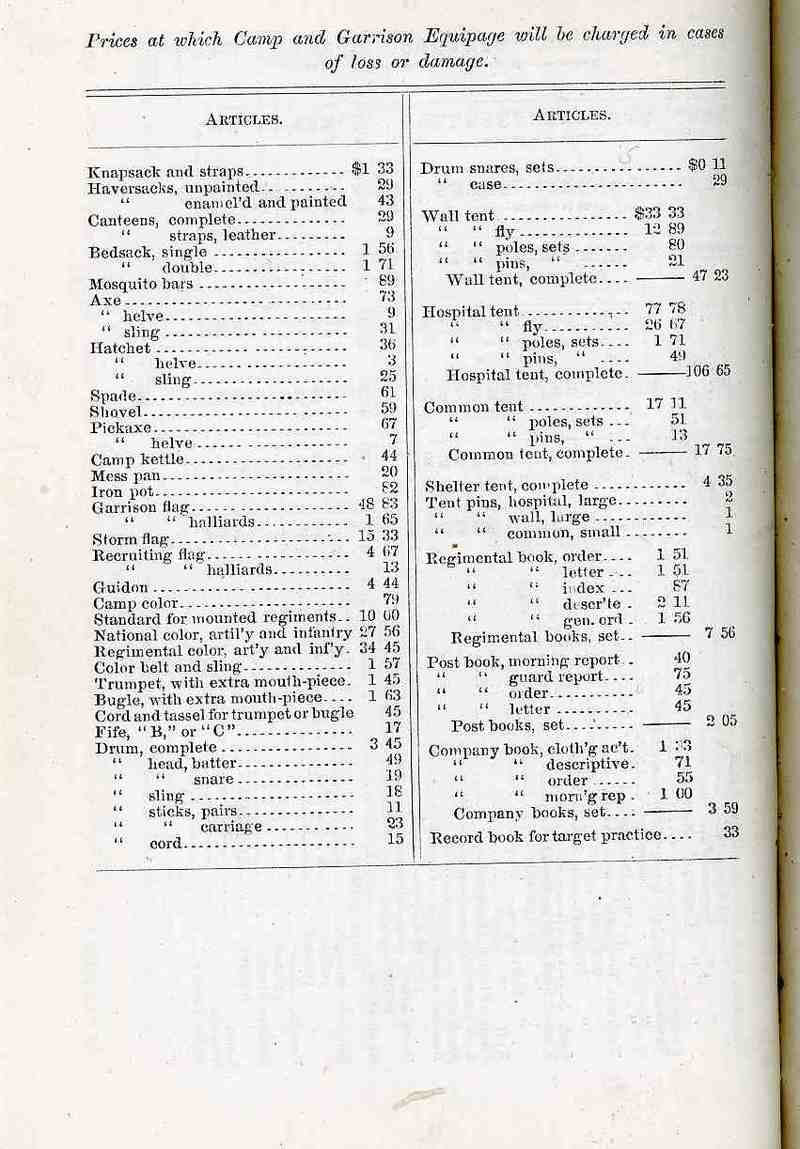 Prices at which Camp and Garrison Equipage will be charged in cases
of loss or damage.
ARTICLES.
Knapsack and straps------------- $1 33
Haversacks, unpainted----------- 29
“ enamel'd and painted 43
Canteens, complete-------------- 29
“ straps, leather--------- 9
Bedsack, single ----------------- 1 56
“ double----------------- 1 71
Mosquito bars ------------------- 89
Axe----------------------------- 73
“ helve----------------------- 9
“ sling ------------------------ 31
Hatchet ------------------------- 36
“ helve-------------------- 3
“ sling-------------------- 25
Spade--------------------------- 61
Shovel--------------------------- 59
Pickaxe-------------------------- 67
“ helve-------------------- 7
Camp kettle--------------------- 44
Mess pan------------------------ 20
Iron pot------------------------- 82
Garrison flag-------------------- 48 83
“ “ halliards------------ 1 65
Storm flag----------------------- 15 33
Recruiting flag------------------ 4 67
“ “ halliards---------- 13
Guidon ------------------------- 4 44
Camp color---------------------- 79
Standard for mounted regiments-- 10 00
National color, artil'y and infantry 27 56
Regimental color, art'y and inf'y- 34 45
Color belt and sling-------------- 1 57
Trumpet, with extra mouth-piece- 1 45
Bugle, with extra mouth-piece---- 1 63
Cord and tassel for trumpet or bugle 45
Fife, “B,” or “C”--------------- 17
Drum, complete ----------------- 3 45
“ head, batter--------------- 49
“ “ snare--------------- 19
“ sling --------------------- 18
“ sticks, pairs--------------- 11
“ “ carriage ----------- 23
“ cord---------------------- 15
ARTICLES.
Drum snares, sets---------------- $0 11
“ case----------------------- 29
Wall tent ---------------- $33 33
“ “ fly-------------- 12 89
“ “ poles, sets ------- 80
“ “ pins, “ ------ 21
Wall tent, complete---- —— 47 23
Hospital tent ------------- 77 78
“ “ fly----------- 26 67
“ “ poles, sets---- 1 71
“ “ pins, “ ---- 49
Hospital tent, complete- ——106 65
Common tent ------------- 17 11
“ “ poles, sets --- 51
“ “ pins, “ --- 13
Common tent, complete- —— 17 75
Shelter tent, complete ------------ 4 35
Tent pins, hospital, large--------- 2
“ “ wall, large ------------ 1
“ “ common, small -------- 1
Regimental book, order---- 1 51
“ “ letter --- 1 51
“ “ index --- 87
“ “ descr'te - 2 11
“ “ gen. ord - 1 56
Regimental books, set-- —— 7 56
Post book, morning report - 40
“ “ guard report---- 75
“ “ order----------- 45
“ “ letter ---------- 45
Post books, set--------- —— 2 05
Company book, cloth'g ac't- 1 33
“ “ descriptive- 71
“ “ order ------ 55
“ “ morn'g rep - 1 00
Company books, set---- —— 3 59
Record book for target practice---- 33